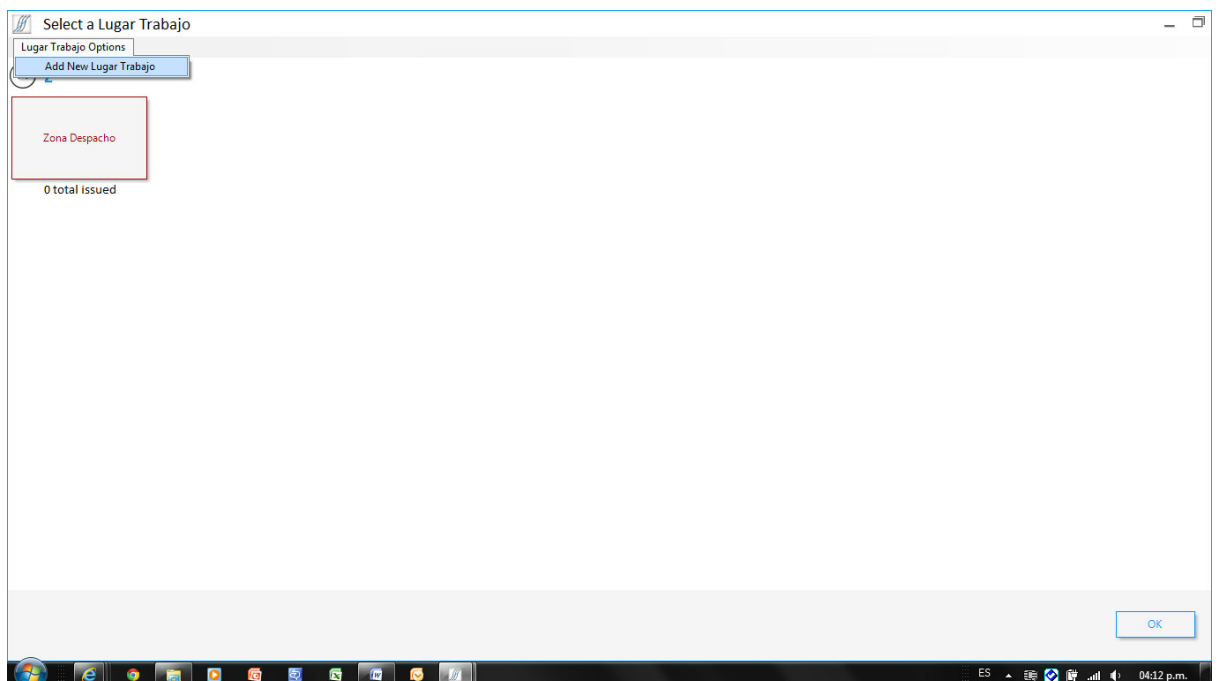 Select a Lugar Trabajo
Lugar Trabajo Options
Add New Lugar Trabajo
Zona Despacho
0 total issued
OK
ES 04:12 p.m.